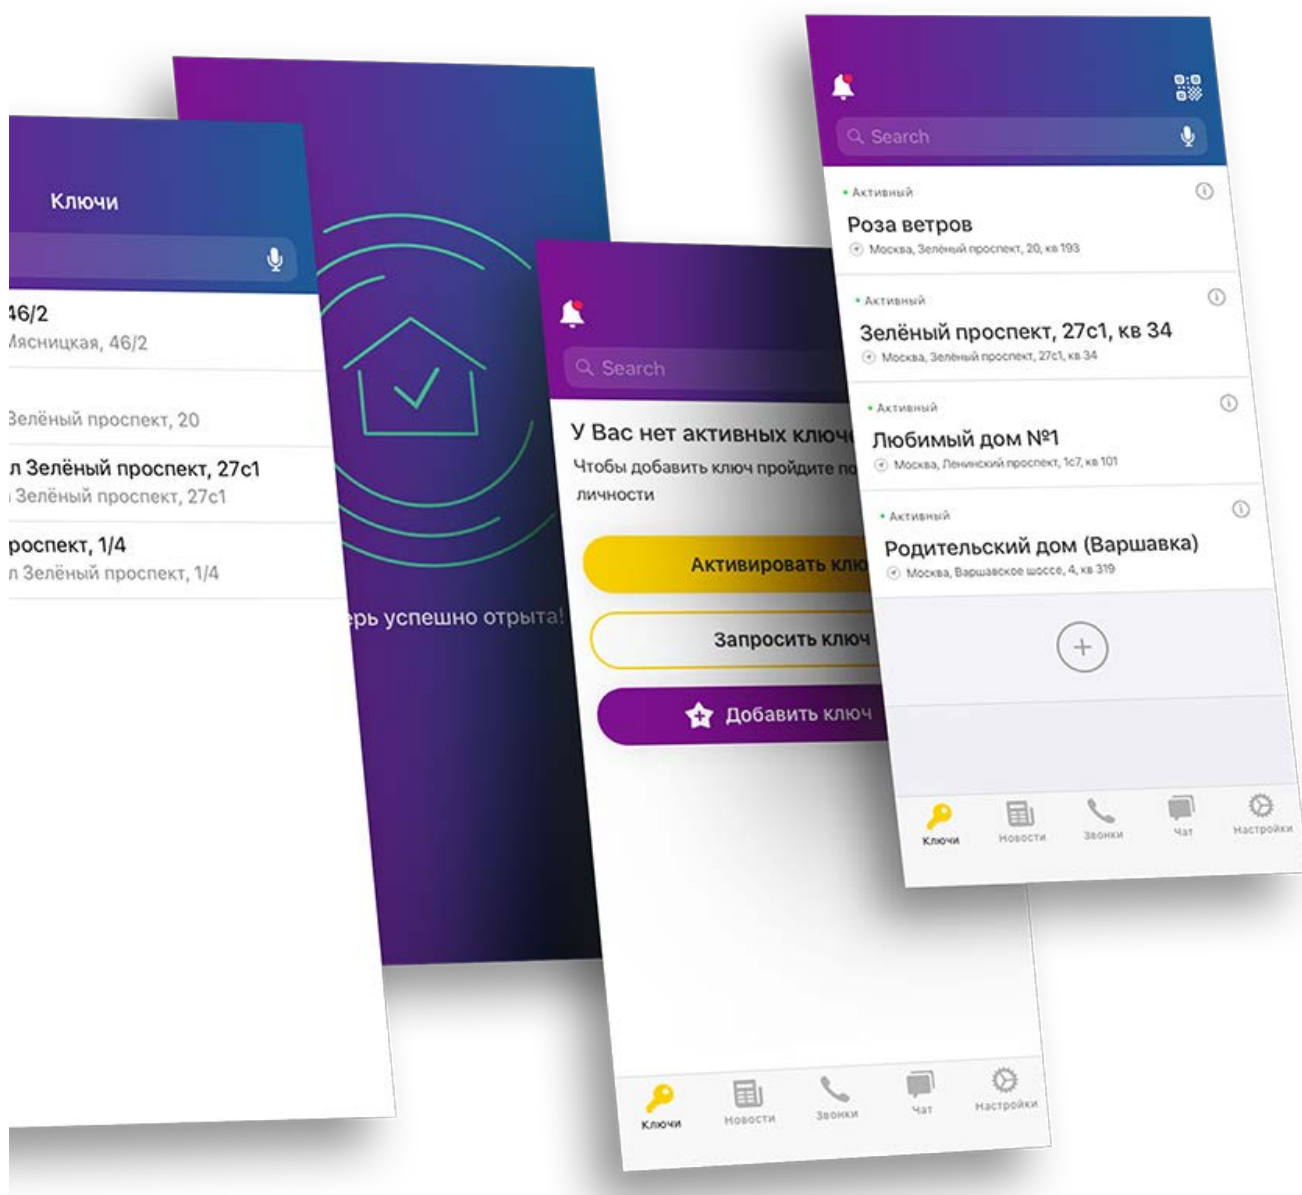 Ключи
46/2
Мясницкая, 46/2
Зелёный проспект, 20
л Зелёный проспект, 27с1
Зелёный проспект, 27с1
роспект, 1/4
л Зелёный проспект, 1/4
ерь успешно отрыта!
Search
У Вас нет активных ключе
Чтобы добавить ключ пройдите по
личности
Активировать клю
Запросить ключ
Добавить ключ
Ключи
Новости
Звонки
Чат
Настройки
Search
Активный
Роза ветров
Москва, Зелёный проспект, 20, кв 193
Активный
Зелёный проспект, 27с1, кв 34
Москва, Зелёный проспект, 27с1, кв 34
Активный
Любимый дом №1
Москва, Ленинский проспект, 1с7, кв 101
Активный
Родительский дом (Варшавка)
Москва, Варшавское шоссе, 4, кв 319
Ключи
Новости
Звонки
Чат
Настройки